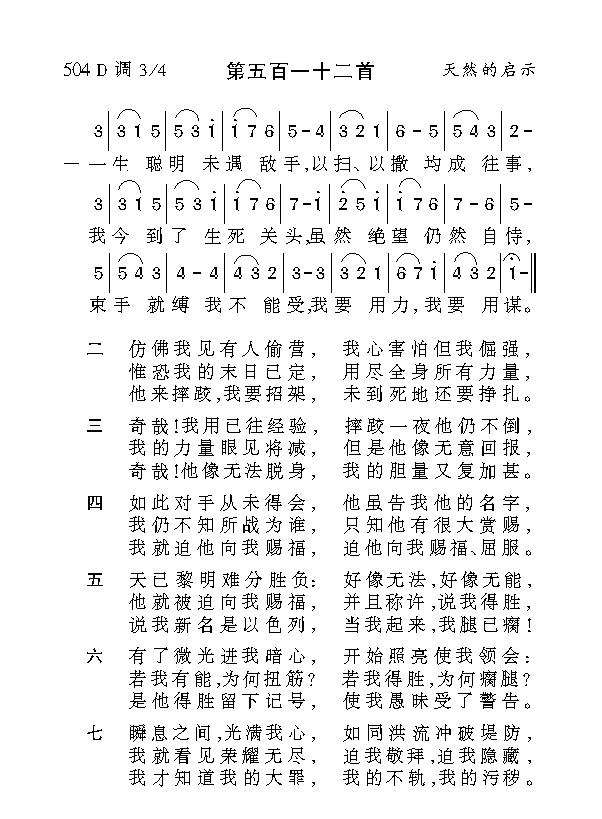 504 D 调 3/4 第五百一十二首 天然的启示
3|3 1 5|5 3 i|i 7 6|5 - 4|3 2 1|6 - 5|5 4 3|2 -
一 一生 聪明 未遇 敌手,以扫、以撒 均成 往事,
3|3 1 5|5 3 i|1 7 6|7 - i|2 5 1|i 7 6|7 - 6|5 -
我今 到了 生死 关头,虽然 绝望 仍然 自恃,
5|5 4 3|4 - 4|4 3 2|3 - 3|3 2 1|6 7 1|4 3 2|i -||
束手 就缚 我不 能受,我要 用力,我要 用谋。
二 仿佛我见有人偷营, 我心害怕但我倔强,
惟恐我的末日已定, 用尽全身所有力量,
他来摔跤,我要招架, 未到死地还要挣扎。
三 奇哉!我用已往经验, 摔跤一夜他仍不倒,
我的力量眼见将减, 但是他像无意回报,
奇哉!他像无法脱身, 我的胆量又复加甚。
四 如此对手从未得会, 他虽告我他的名字,
我仍不知所战为谁, 只知他有很大赏赐,
我就迫他向我赐福, 迫他向我赐福、屈服。
五 天已黎明难分胜负: 好像无法,好像无能,
他就被迫向我赐福, 并且称许,说我得胜,
说我新名是以色列, 当我起来,我腿已瘸!
六 有了微光进我暗心, 开始照亮使我领会:
若我有能,为何扭筋? 若我得胜,为何瘸腿?
是他得胜留下记号, 使我愚昧受了警告。
七 瞬息之间,光满我心, 如同洪流冲破堤防,
我就看见荣耀无尽, 迫我敬拜,迫我隐藏,
我才知道我的大罪, 我的不轨,我的污秽。